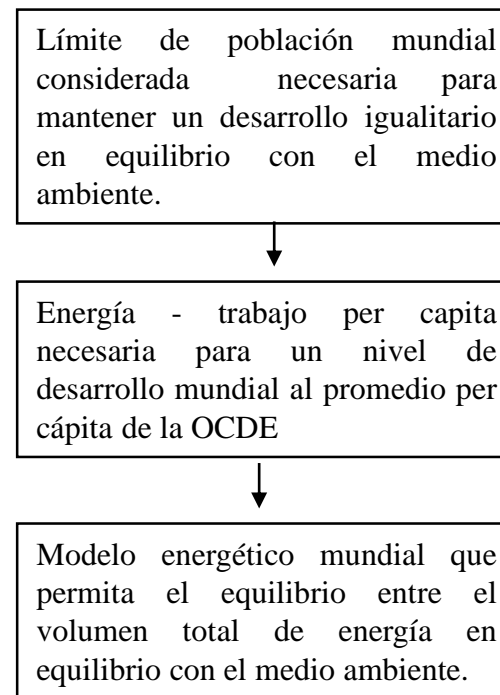 Límite de población mundial
considerada necesaria para
mantener un desarrollo igualitario
en equilibrio con el medio
ambiente.
Energía - trabajo per capita
necesaria para un nivel de
desarrollo mundial al promedio per
cápita de la OCDE
Modelo energético mundial que
permita el equilibrio entre el
volumen total de energía en
equilibrio con el medio ambiente.